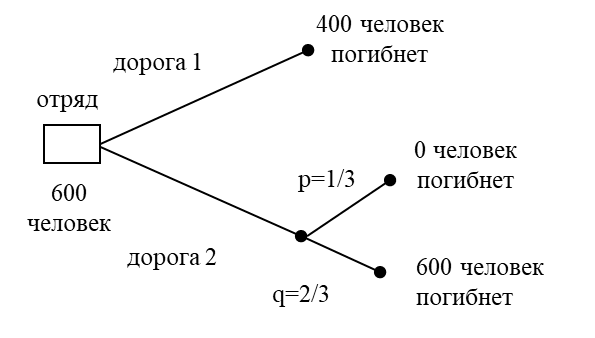 400 человек
погибнет
дорога 1
отряд
600
человек
0 человек
погибнет
p=1/3
дорога 2
600 человек
погибнет
q=2/3